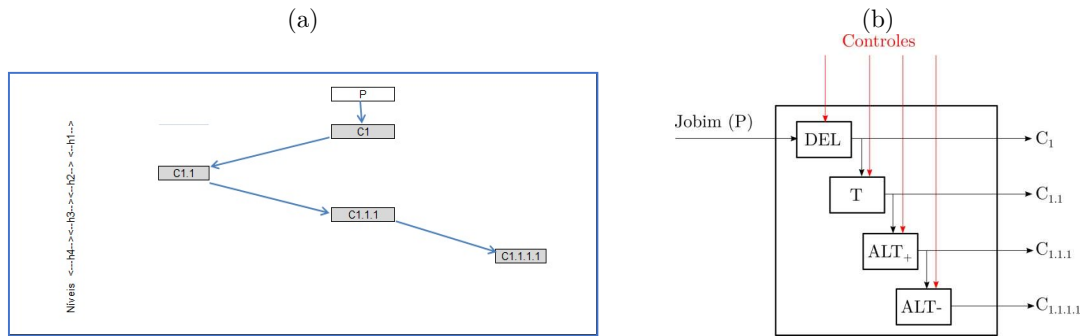 (a)
P
C1
C1.1
C1.1.1
C1.1.1.1
Níveis <---h4--><--h3--><--h2--> <--h1-->
(b)
Controles
Jobim (P)
DEL
C₁
T
C₁.₁
ALT₊
C₁.₁.₁
ALT-
C₁.₁.₁.₁